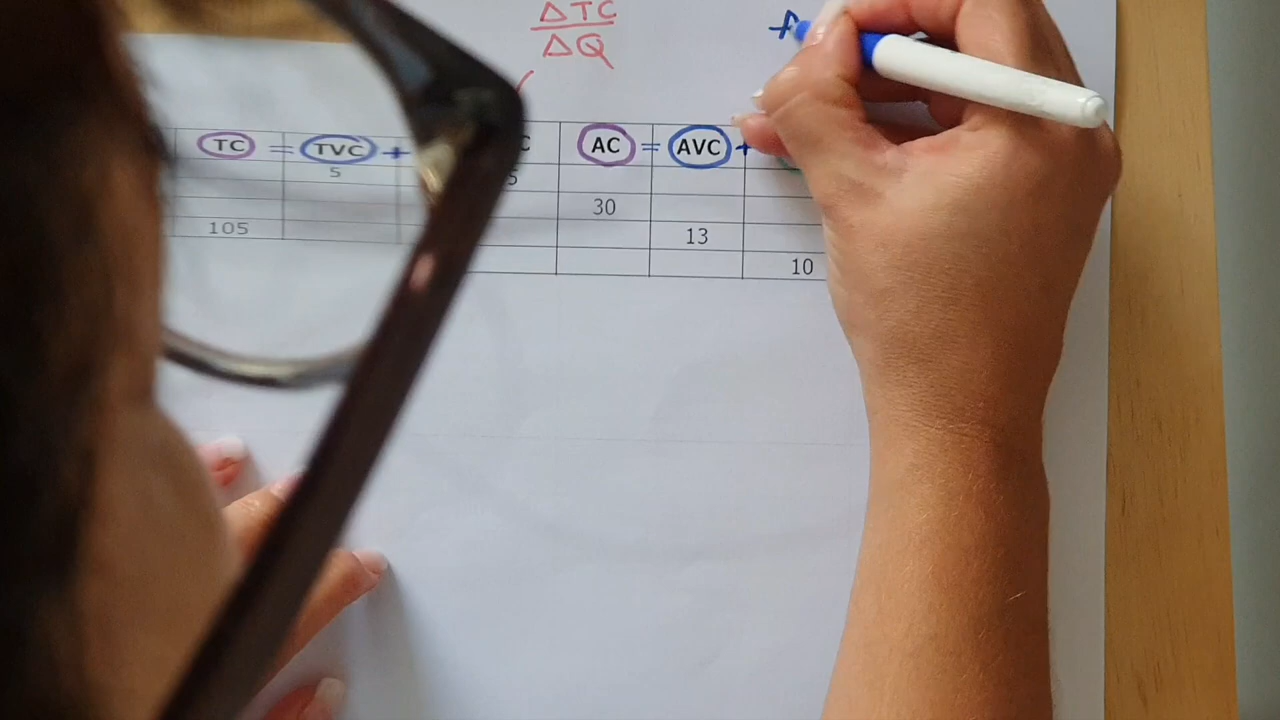 ΔTC
ΔQ
TC = TVC + C AC = AVC +
5 5
30
105 13
10